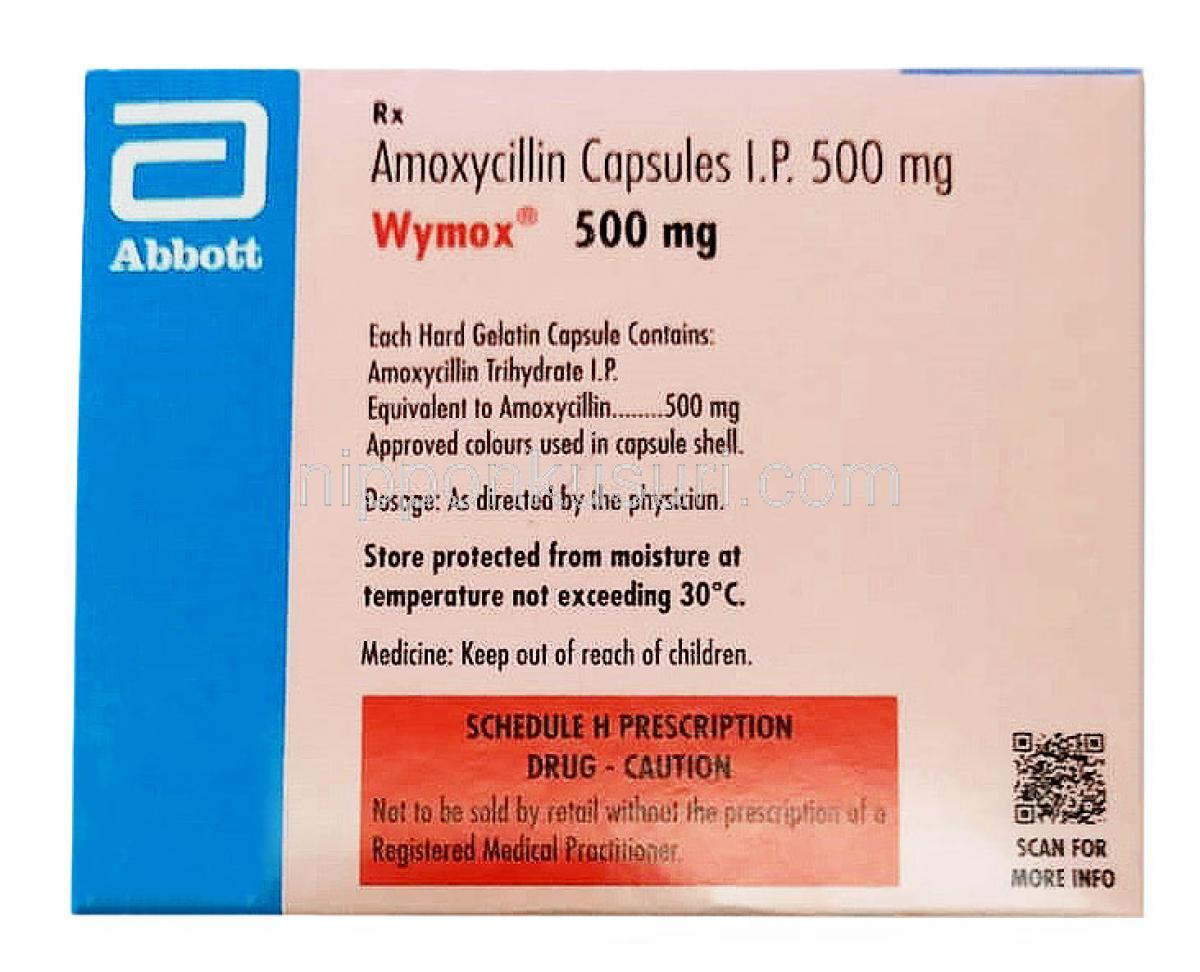 Abbott
Rx
Amoxycillin Capsules I.P. 500 mg
Wymox® 500 mg
Each Hard Gelatin Capsule Contains:
Amoxycillin Trihydrate I.P.
Equivalent to Amoxycillin........500 mg
Approved colours used in capsule shell.
nipponkusuri.com
Dosage: As directed by the physician.
Store protected from moisture at
temperature not exceeding 30°C.
Medicine: Keep out of reach of children.
SCHEDULE H PRESCRIPTION
DRUG - CAUTION
Not to be sold by retail without the prescription of a
Registered Medical Practitioner.
SCAN FOR
MORE INFO